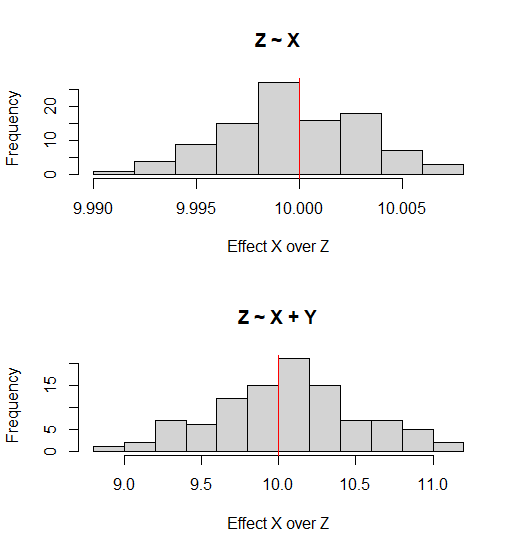 Z ~ X
Frequency
0 10 20
9.990 9.995 10.000 10.005
Effect X over Z
Z ~ X + Y
Frequency
0 5 15
9.0 9.5 10.0 10.5 11.0
Effect X over Z